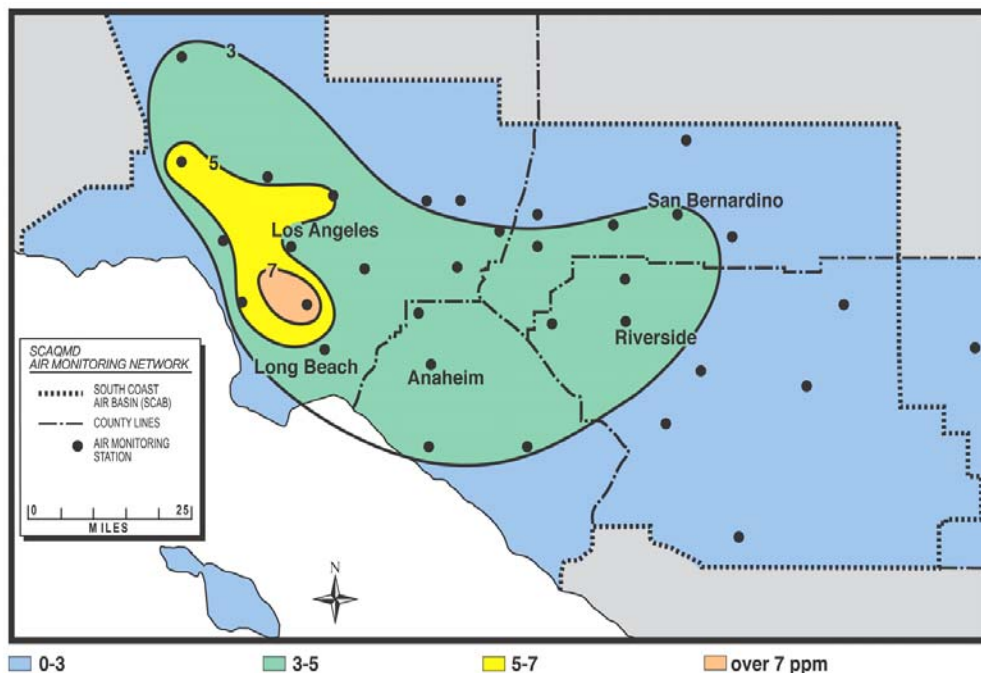 3
5
San Bernardino
Los Angeles
7
Riverside
Long Beach
Anaheim
SCAQMD
AIR MONITORING NETWORK
SOUTH COAST
AIR BASIN (SCAB)
COUNTY LINES
AIR MONITORING
STATION
0 25
MILES
N
0-3 3-5 5-7 over 7 ppm